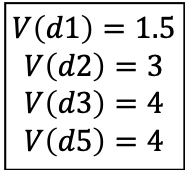 V(d1) = 1.5
V(d2) = 3
V(d3) = 4
V(d5) = 4